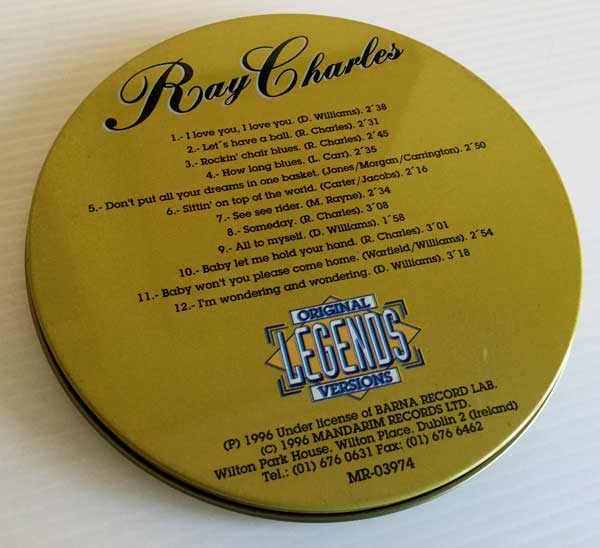 Ray Charles
1.- I love you, I love you. (D. Williams). 2´38
2.- Let´s have a ball. (R. Charles). 2´31
3.- Rockin' chair blues. (R. Charles). 2´45
4.- How long blues. (L. Carr). 2´35
5.- Don't put all your dreams in one basket. (Jones/Morgan/Carrington). 2´50
6.- Sittin' on top of the world. (Carter/Jacobs). 2´16
7.- See see rider. (M. Rayne). 2´34
8.- Someday. (R. Charles). 3´08
9.- All to myself. (D. Williams). 1´58
10.- Baby let me hold your hand. (R. Charles). 3´01
11.- Baby won't you please come home. (Warfield/Williams). 2´54
12.- I'm wondering and wondering. (D. Williams). 3´18
ORIGINAL
LEGENDS
VERSIONS
(P) 1996 Under license of BARNA RECORD LAB.
(C) 1996 MANDARIM RECORDS LTD.
Wilton Park House. Wilton Place. Dublin 2 (Ireland)
Tel.: (01) 676 0631 Fax: (01) 676 6462
MR-03974